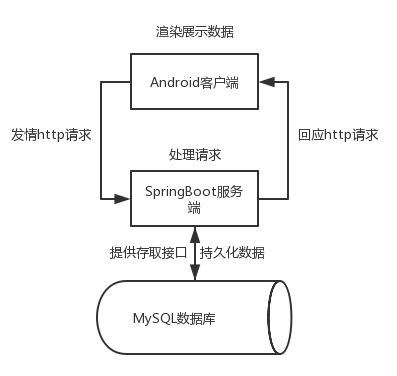 渲染展示数据
Android客户端
发情http请求
回应http请求
处理请求
SpringBoot服务
端
提供存取接口
持久化数据
MySQL数据库